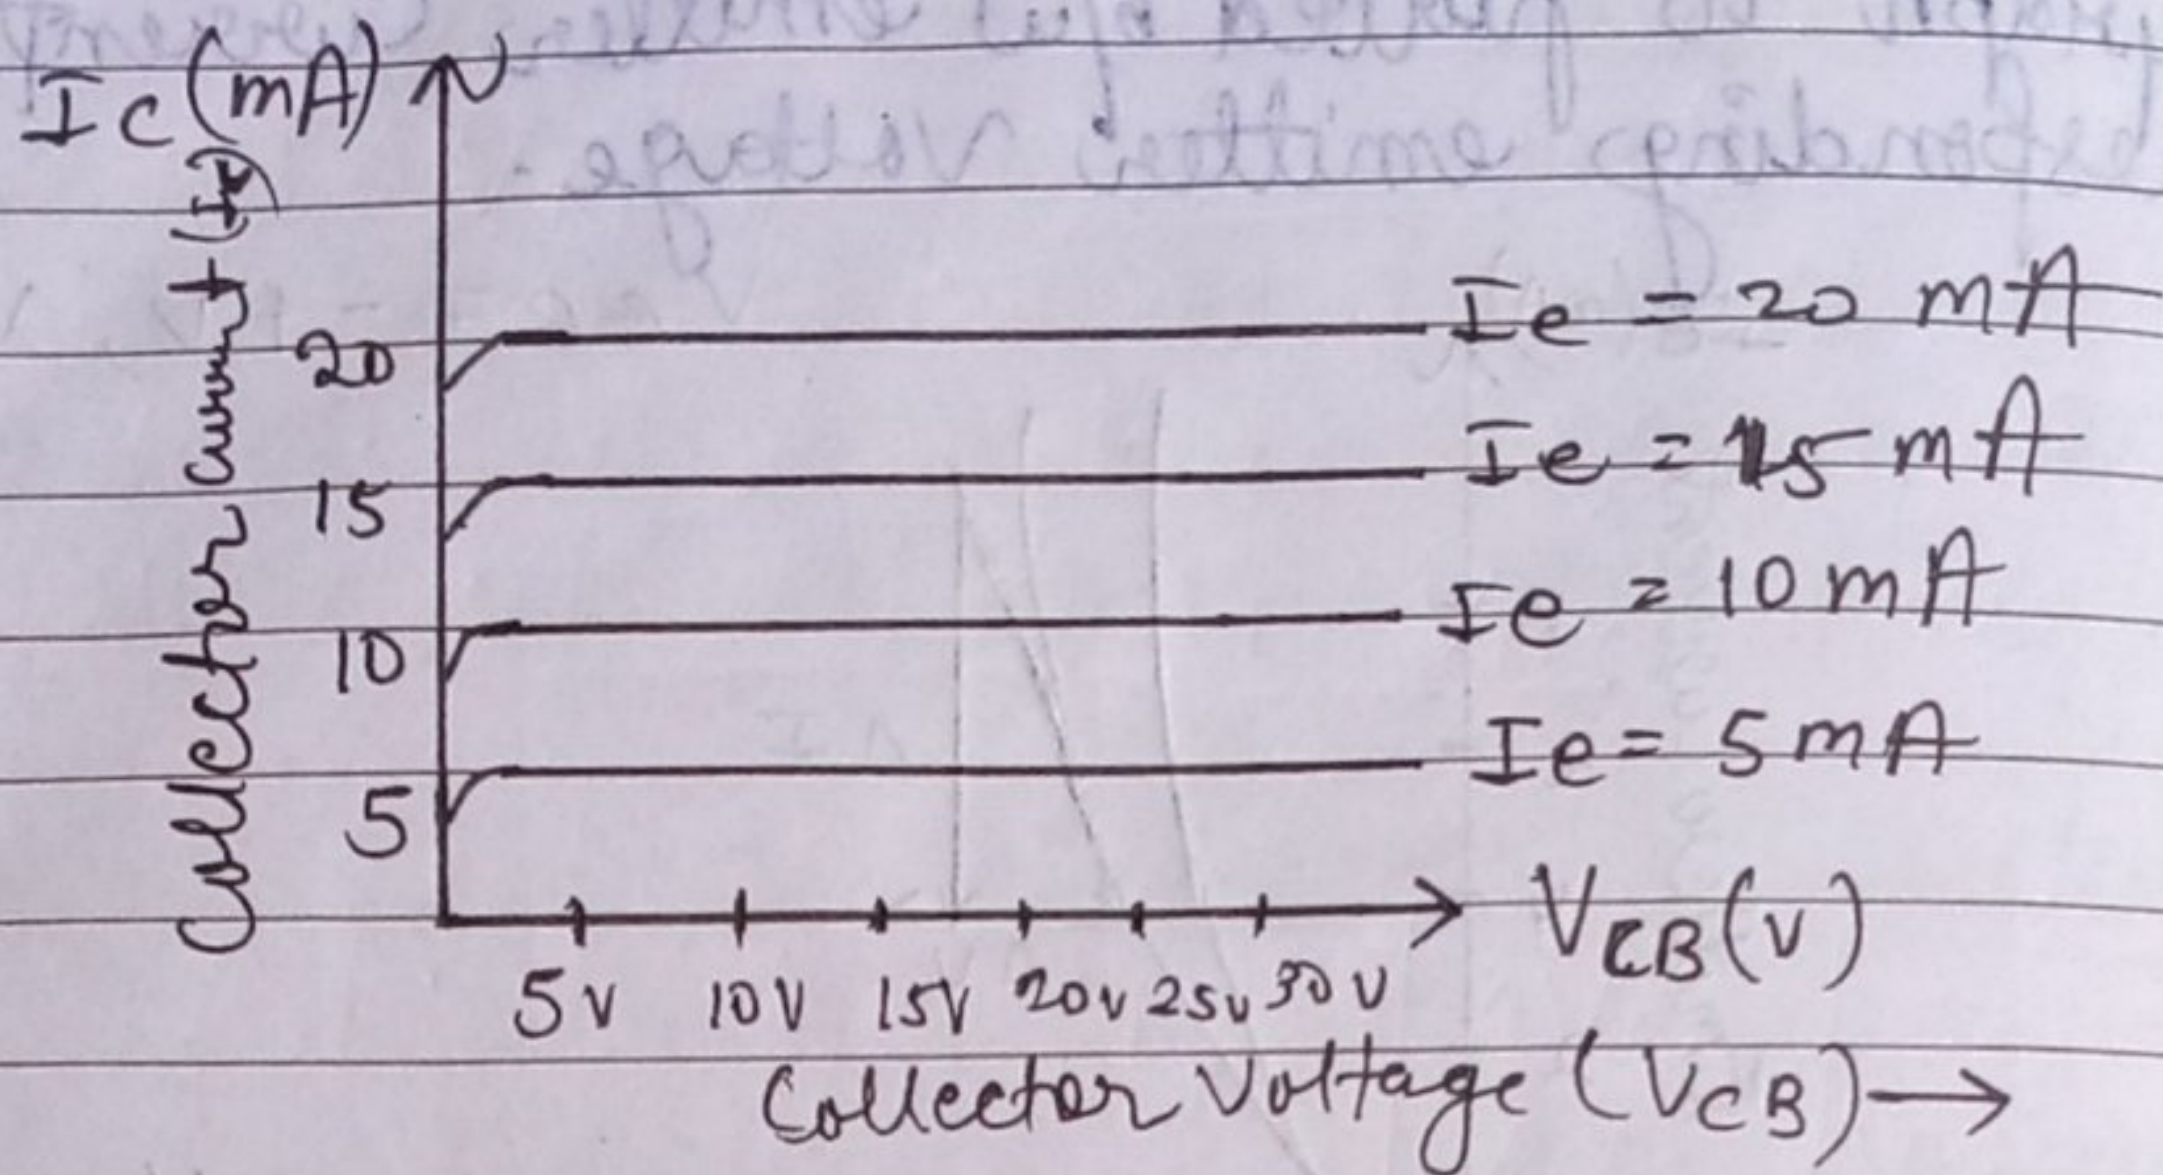 Ic (mA)
Collector current (Ic)
20
15
10
5
Ie = 20 mA
Ie = 15 mA
Ie = 10 mA
Ie = 5 mA
VCB (V)
5V 10V 15V 20V 25V 30V
Collector Voltage (VCB) →